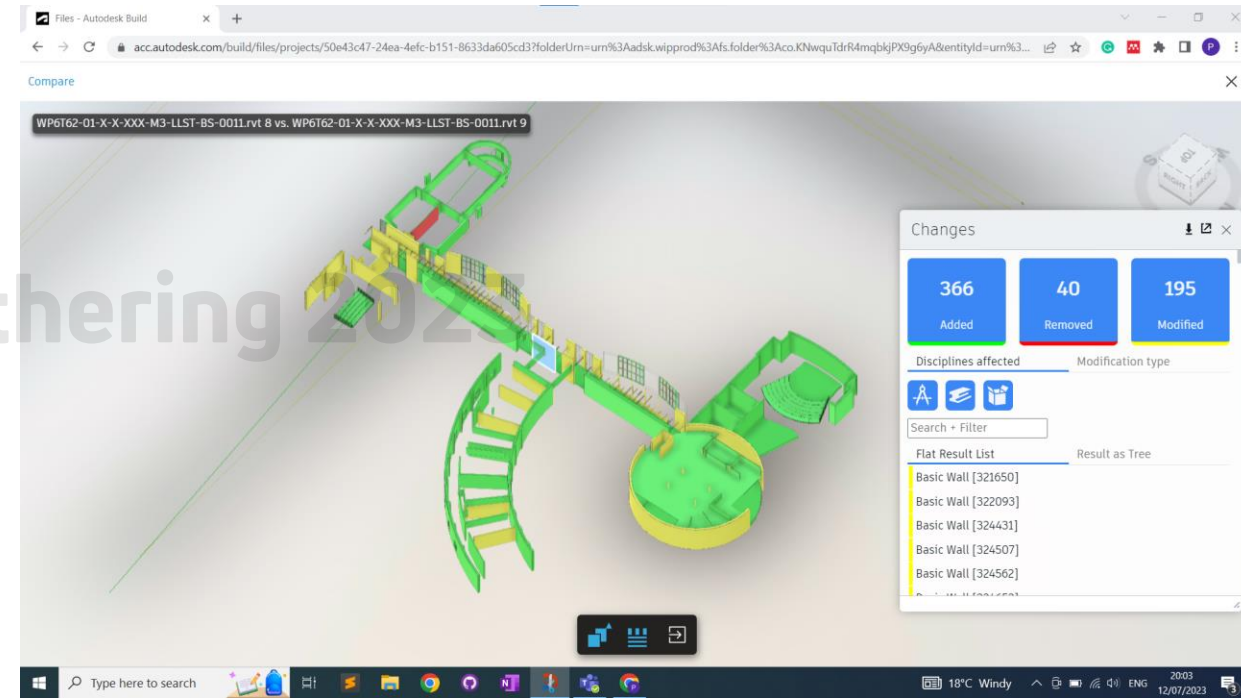 Files - Autodesk Build
acc.autodesk.com/build/files/projects/50e43c47-24ea-4efc-b151-8633da605cd3?folderUrn=urn%3Aadsk.wipprod%3Afs.folder%3Aco.KNwquTdrR4mqbkjPX9g6yA&entityId=urn%3...
P
Compare
WP6T62-01-X-X-XXX-M3-LLST-BS-0011.rvt 8 vs. WP6T62-01-X-X-XXX-M3-LLST-BS-0011.rvt 9
TOP
RIGHT
BACK
Changes
366
40
195
Added
Removed
Modified
Disciplines affected
Modification type
Search + Filter
Flat Result List
Result as Tree
Basic Wall [321650]
Basic Wall [322093]
Basic Wall [324431]
Basic Wall [324507]
Basic Wall [324562]
thering 2023
Type here to search
18°C Windy
ENG
20:03
12/07/2023
3